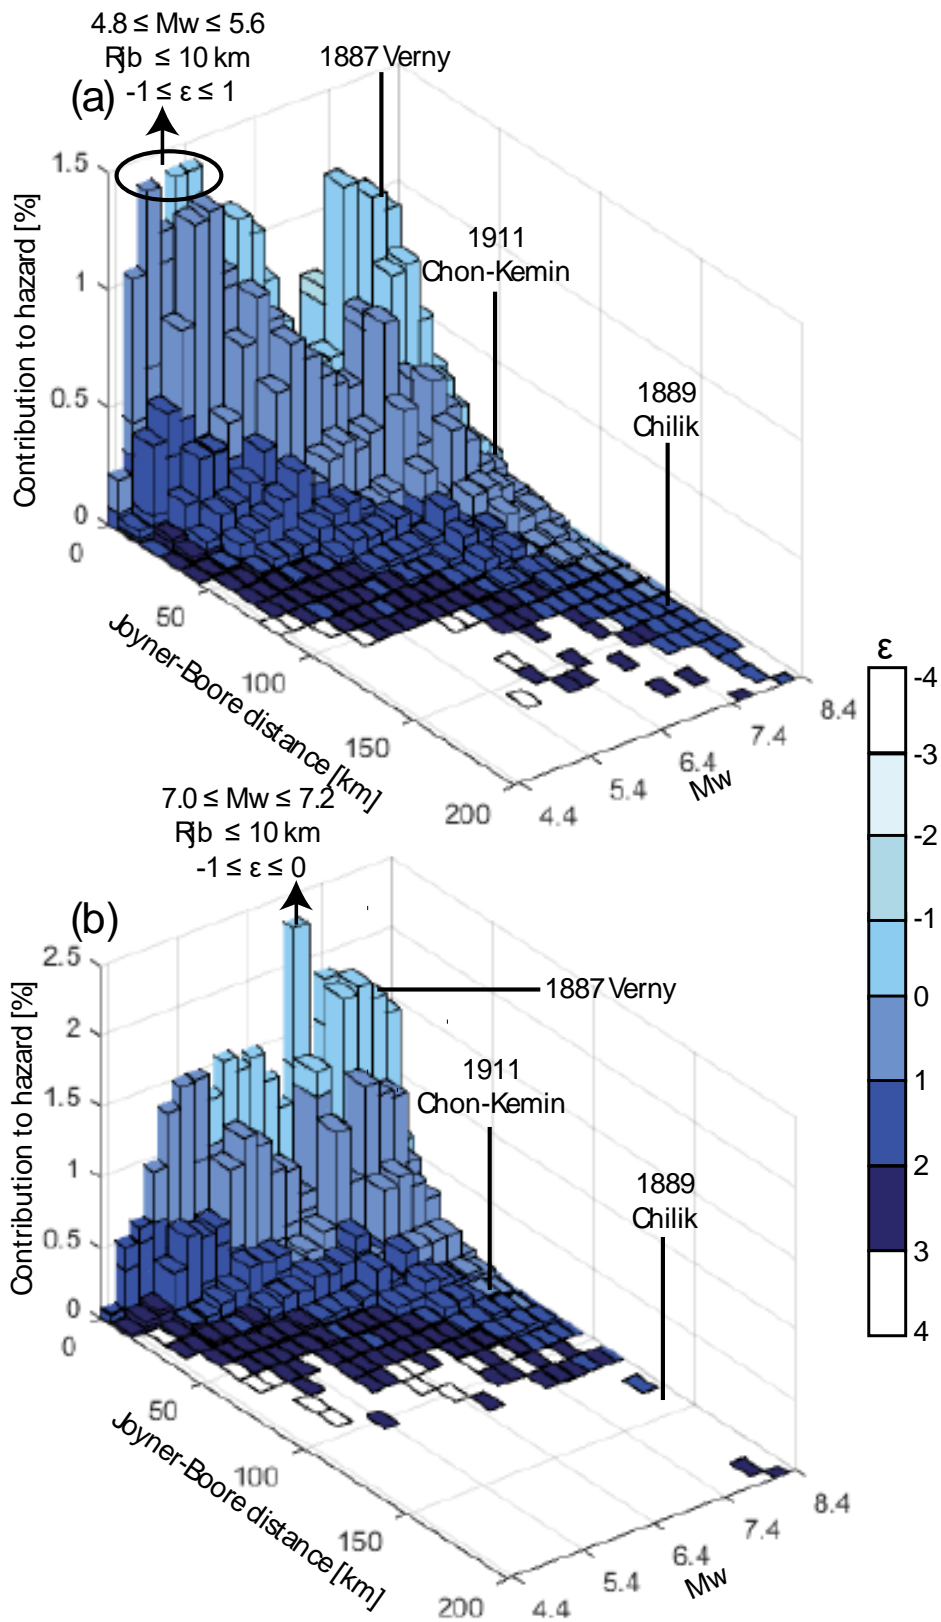 4.8 ≤ Mw ≤ 5.6
Rjb ≤ 10 km
-1 ≤ ε ≤ 1
(a)
1887 Verny
1911
Chon-Kemin
1889
Chilik
Contribution to hazard [%]
1.5
1
0.5
0
0
50
100
150
200
Joyner-Boore distance [km]
4.4
5.4
6.4
7.4
8.4
Mw
ε
-4
-3
-2
-1
0
1
2
3
4
7.0 ≤ Mw ≤ 7.2
Rjb ≤ 10 km
-1 ≤ ε ≤ 0
(b)
1887 Verny
1911
Chon-Kemin
1889
Chilik
Contribution to hazard [%]
2.5
2
1.5
1
0.5
0
0
50
100
150
200
Joyner-Boore distance [km]
4.4
5.4
6.4
7.4
8.4
Mw